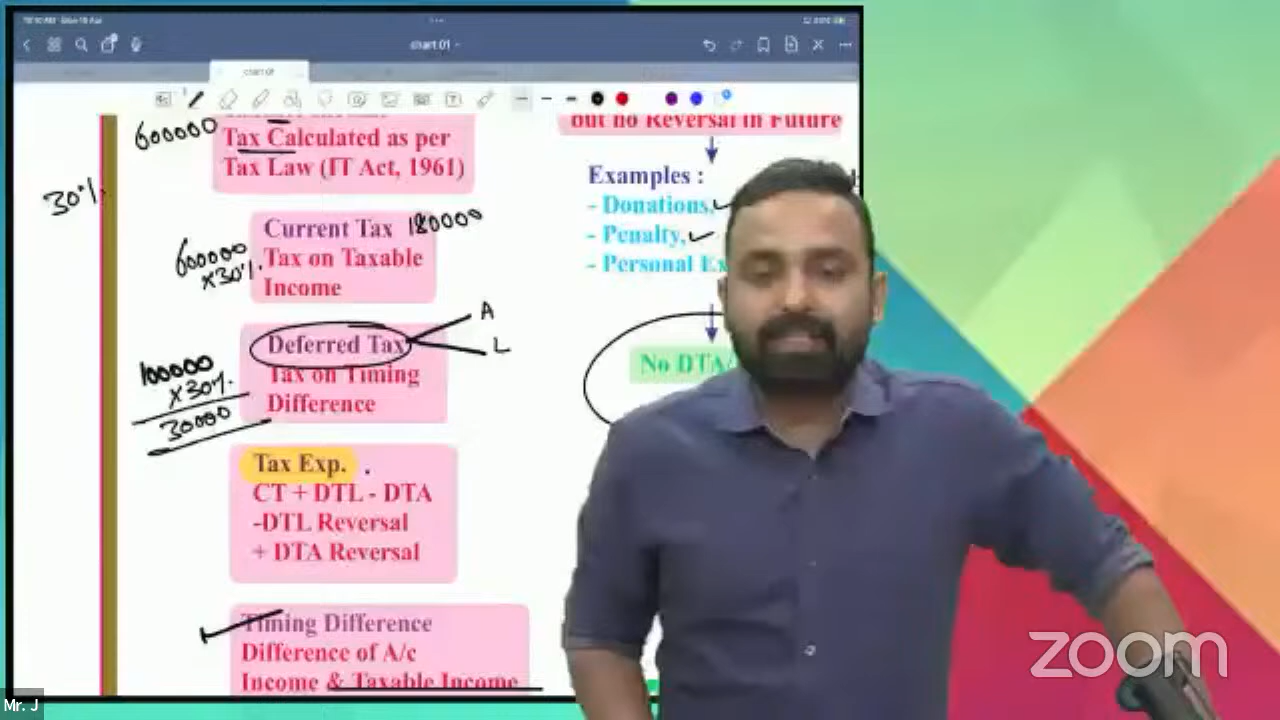 chart 01
chart 01
600000
Tax Calculated as per
Tax Law (IT Act, 1961)
30%
Current Tax 180000
600000
x30%.
Tax on Taxable
Income
Deferred Tax
A
L
Tax on Timing
Difference
100000
x30%.
30000
Tax Exp.
CT + DTL - DTA
-DTL Reversal
+ DTA Reversal
Timing Difference
Difference of A/c
Income & Taxable Income
but no Reversal in Future
Examples :
- Donations,
- Penalty,
- Personal Ex
No DTA/
zoom
Mr. J